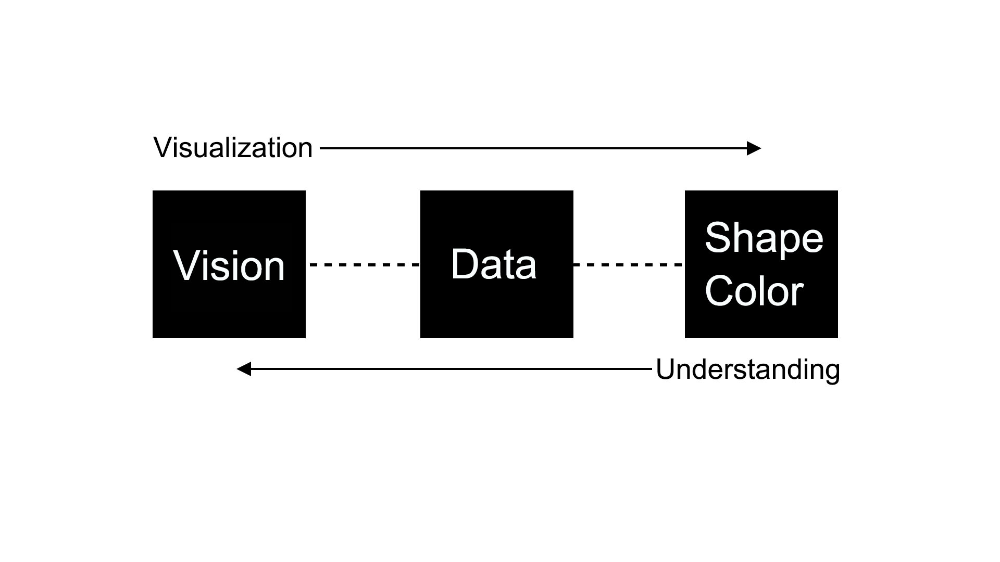 Visualization
Vision
Data
Shape
Color
Understanding